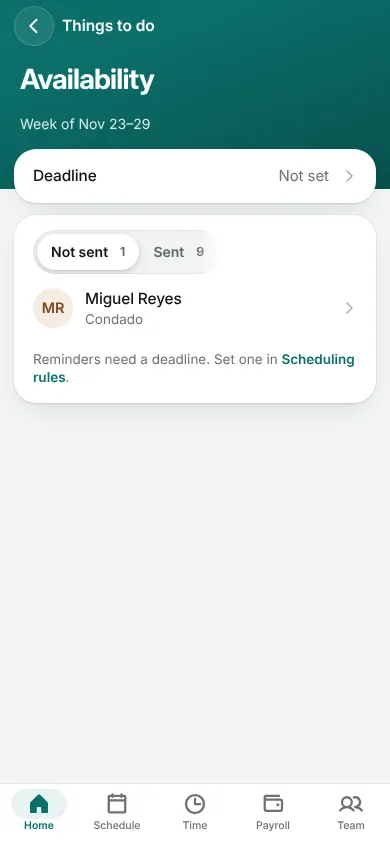 Things to do
Availability
Week of Nov 23–29
Deadline Not set
Not sent 1 Sent 9
MR Miguel Reyes
Condado
Reminders need a deadline. Set one in Scheduling
rules.
Home Schedule Time Payroll Team